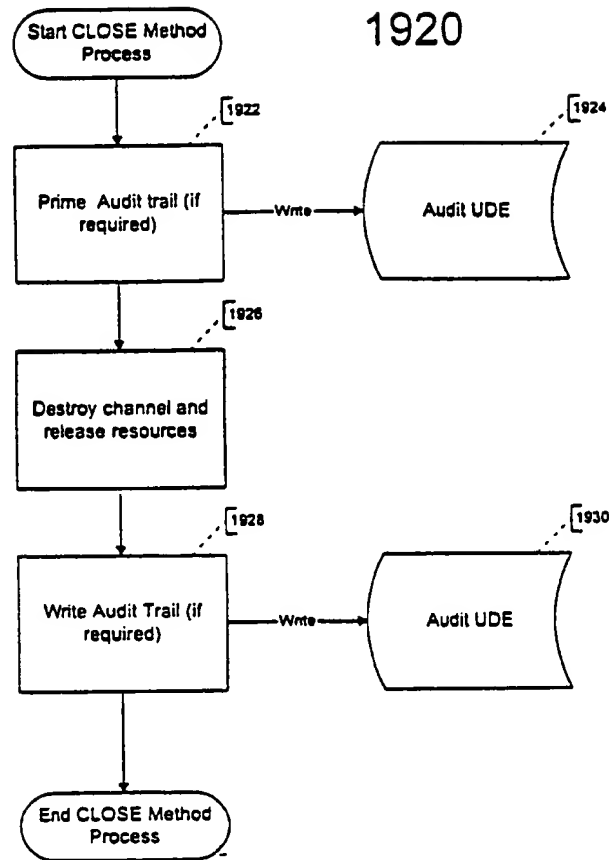 Start CLOSE Method
Process
1920
1922
1924
Prime Audit trail (if
required)
Write
Audit UDE
1926
Destroy channel and
release resources
1928
1930
Write Audit Trail (if
required)
Write
Audit UDE
End CLOSE Method
Process